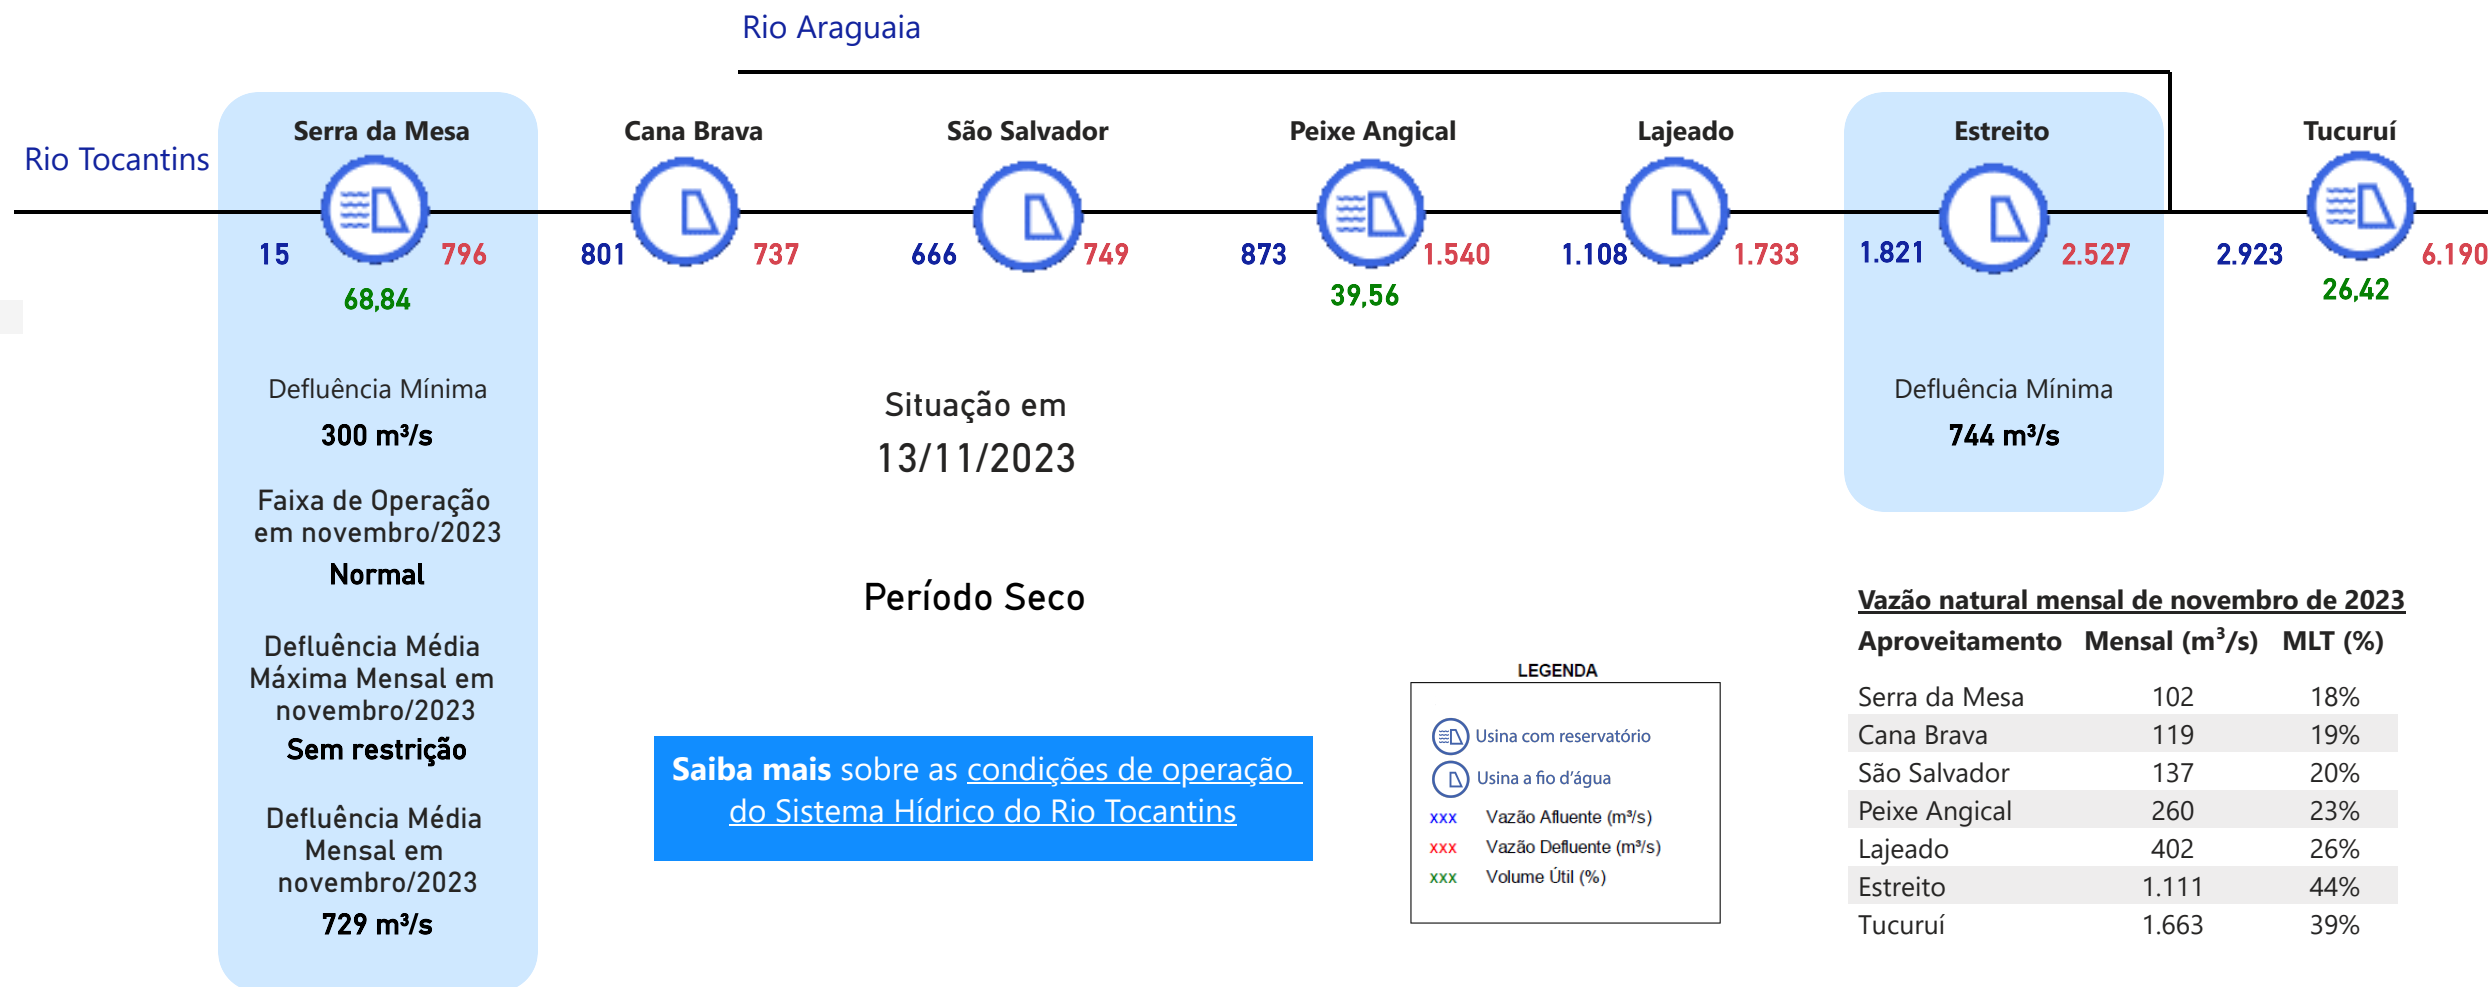 Rio Araguaia
Rio Tocantins
Serra da Mesa
15
796
68,84
Cana Brava
801
737
São Salvador
666
749
Peixe Angical
873
1.540
39,56
Lajeado
1.108
1.733
Estreito
1.821
2.527
Tucuruí
2.923
6.190
26,42
Defluência Mínima
300 m³/s
Faixa de Operação
em novembro/2023
Normal
Defluência Média
Máxima Mensal em
novembro/2023
Sem restrição
Defluência Média
Mensal em
novembro/2023
729 m³/s
Situação em
13/11/2023
Período Seco
Saiba mais sobre as condições de operação
do Sistema Hídrico do Rio Tocantins
LEGENDA
Usina com reservatório
Usina a fio d'água
xxx Vazão Afluente (m³/s)
xxx Vazão Defluente (m³/s)
xxx Volume Útil (%)
Defluência Mínima
744 m³/s
Vazão natural mensal de novembro de 2023
Aproveitamento Mensal (m³/s) MLT (%)
Serra da Mesa 102 18%
Cana Brava 119 19%
São Salvador 137 20%
Peixe Angical 260 23%
Lajeado 402 26%
Estreito 1.111 44%
Tucuruí 1.663 39%